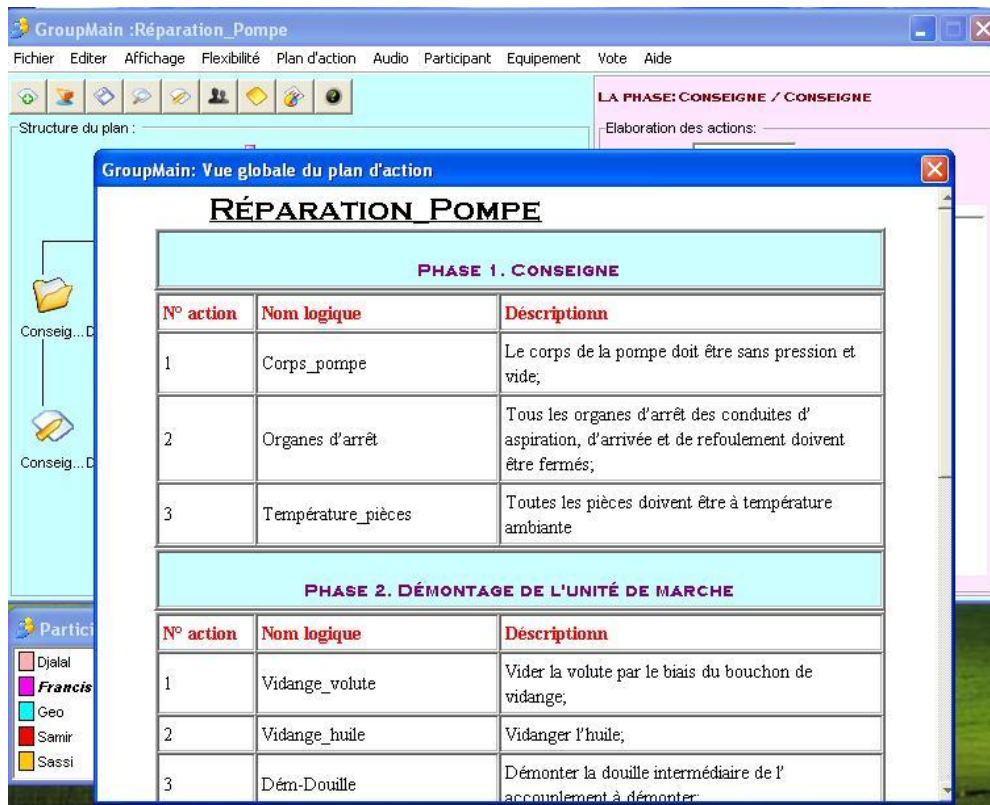 GroupMain :Réparation_Pompe
Fichier Editer Affichage Flexibilité Plan d'action Audio Participant Equipement Vote Aide
LA PHASE: CONSEIGNE / CONSEIGNE
Structure du plan :
Elaboration des actions:
GroupMain: Vue globale du plan d'action
RÉPARATION_POMPE
PHASE 1. CONSEIGNE
N° action Nom logique Déscriptionn
1 Corps_pompe Le corps de la pompe doit être sans pression et
vide;
2 Organes d'arrêt Tous les organes d'arrêt des conduites d'
aspiration, d'arrivée et de refoulement doivent
être fermés;
3 Température_pièces Toutes les pièces doivent être à température
ambiante
PHASE 2. DÉMONTAGE DE L'UNITÉ DE MARCHE
N° action Nom logique Déscriptionn
1 Vidange_volute Vider la volute par le biais du bouchon de
vidange;
2 Vidange_huile Vidanger l'huile;
3 Dém-Douille Démonter la douille intermédiaire de l'
accouplement à démonter;
Conseig...D
Conseig...D
Partici
Djalal
Francis
Geo
Samir
Sassi